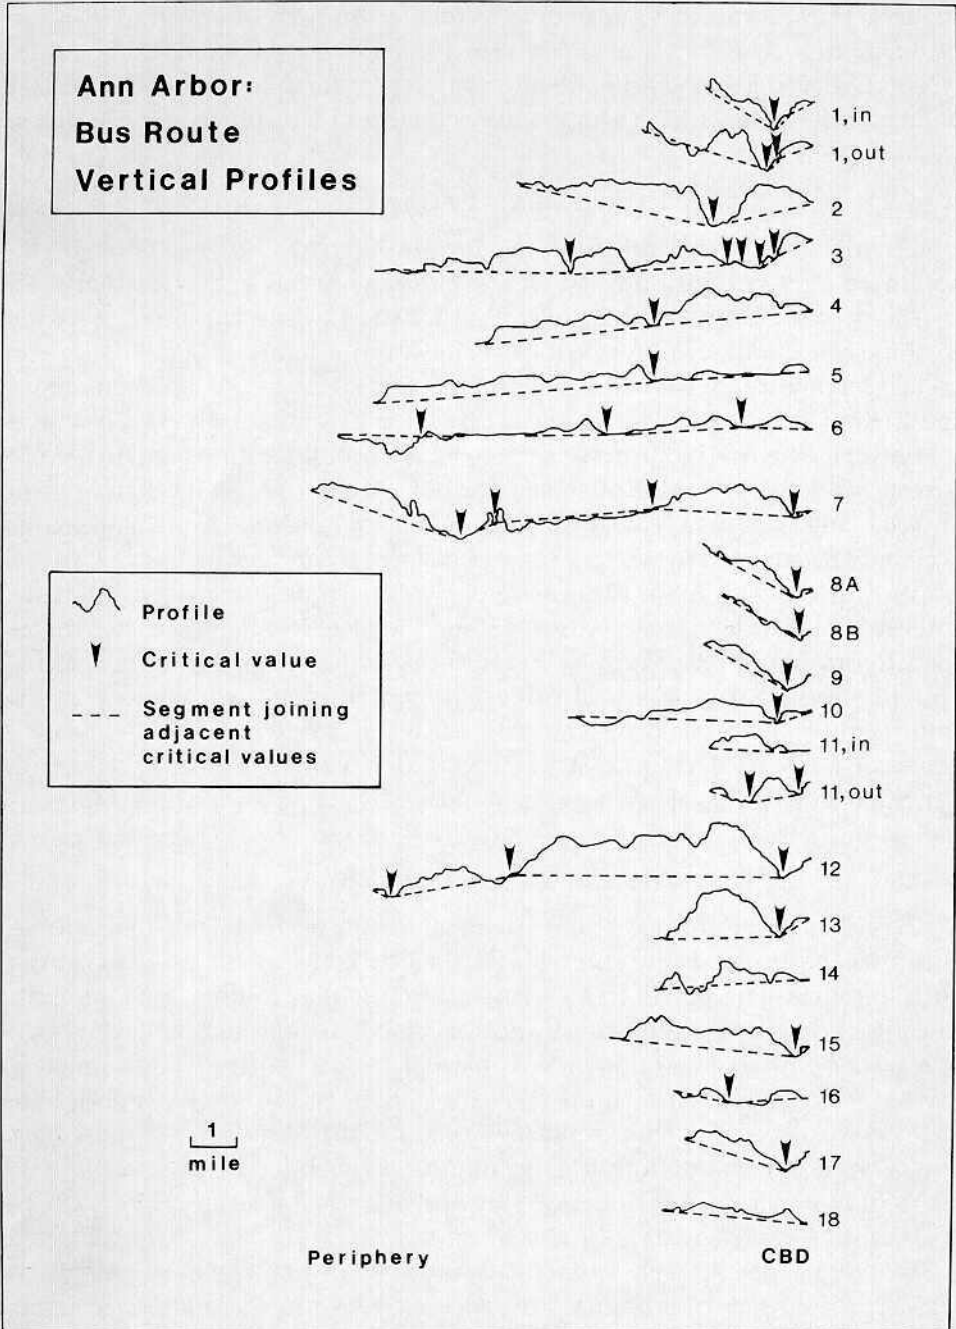 Ann Arbor:
Bus Route
Vertical Profiles
1, in
1, out
2
3
4
5
6
7
8A
8B
9
10
11, in
11, out
12
13
14
15
16
17
18
Profile
Critical value
Segment joining
adjacent
critical values
1
mile
Periphery
CBD